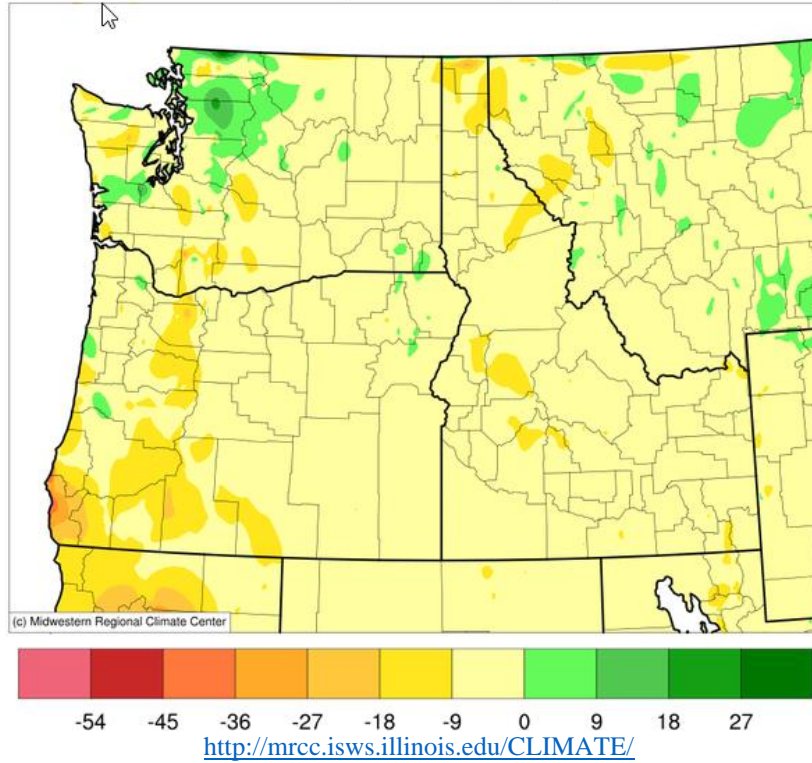 (c) Midwestern Regional Climate Center
-54 -45 -36 -27 -18 -9 0 9 18 27
http://mrcc.isws.illinois.edu/CLIMATE/